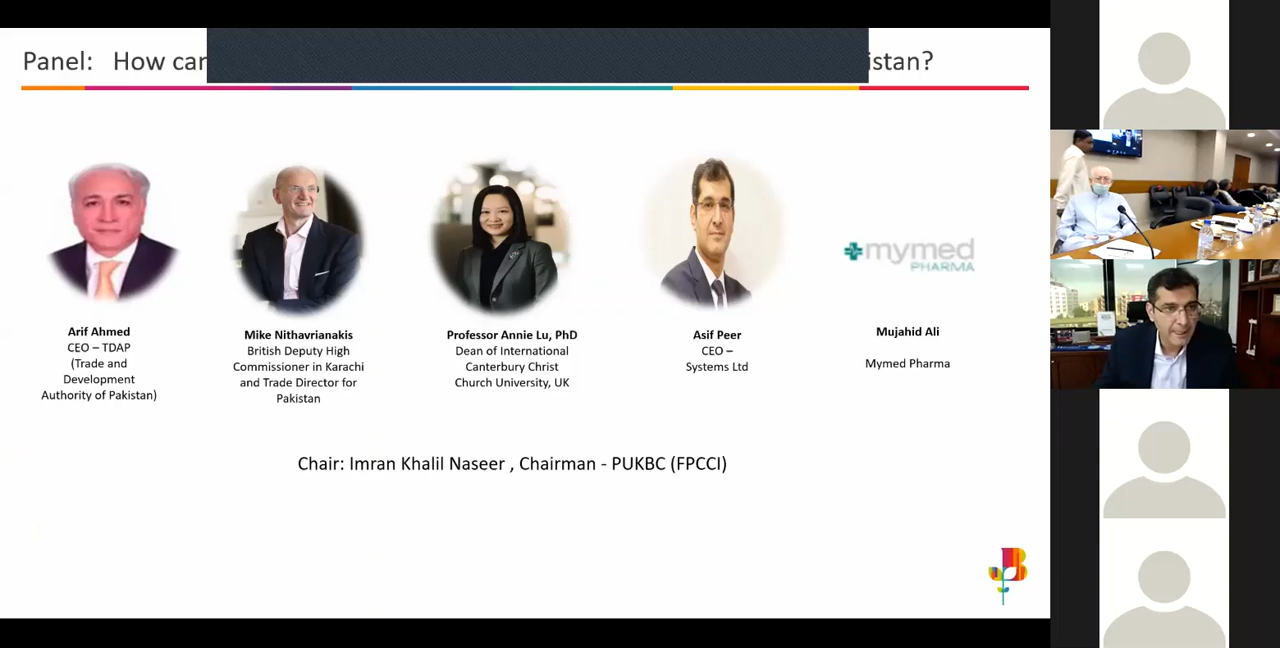 Panel: How can
istan?
Arif Ahmed
CEO – TDAP
(Trade and
Development
Authority of Pakistan)
Mike Nithavrianakis
British Deputy High
Commissioner in Karachi
and Trade Director for
Pakistan
Professor Annie Lu, PhD
Dean of International
Canterbury Christ
Church University, UK
Asif Peer
CEO –
Systems Ltd
mymed
PHARMA
Mujahid Ali
Mymed Pharma
Chair: Imran Khalil Naseer , Chairman - PUKBC (FPCCI)